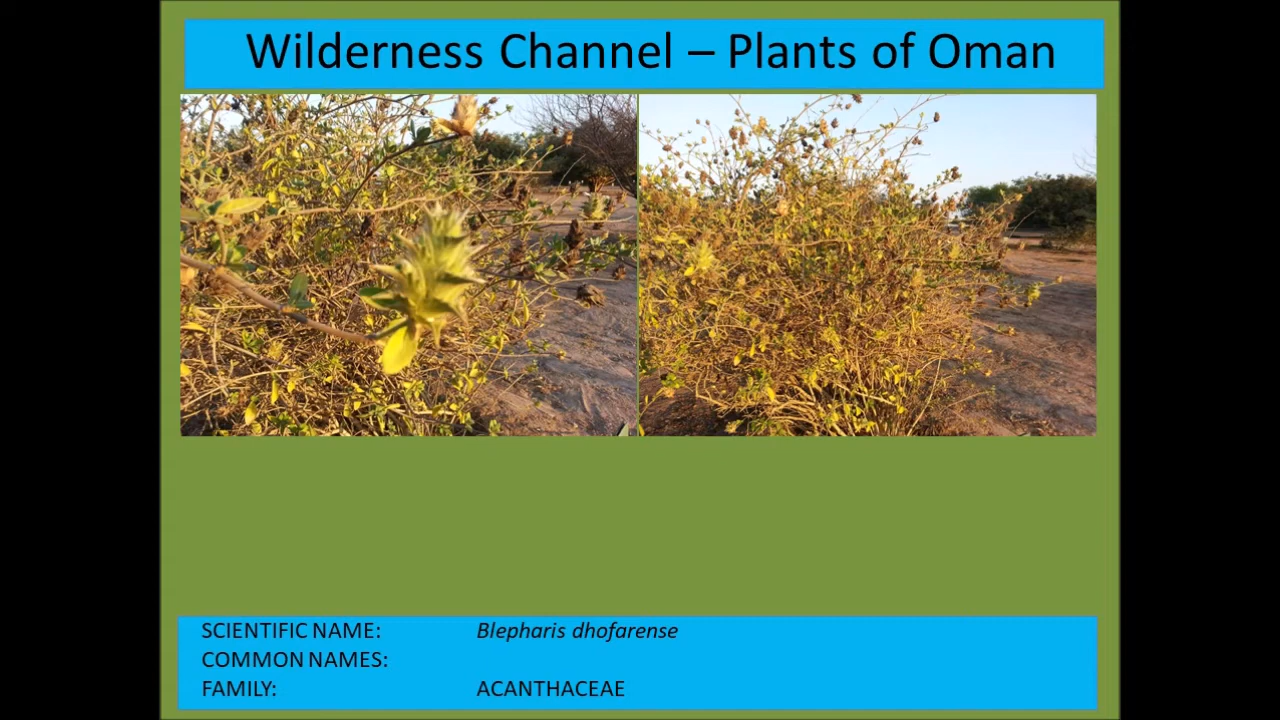 Wilderness Channel – Plants of Oman
SCIENTIFIC NAME: Blepharis dhofarense
COMMON NAMES:
FAMILY: ACANTHACEAE